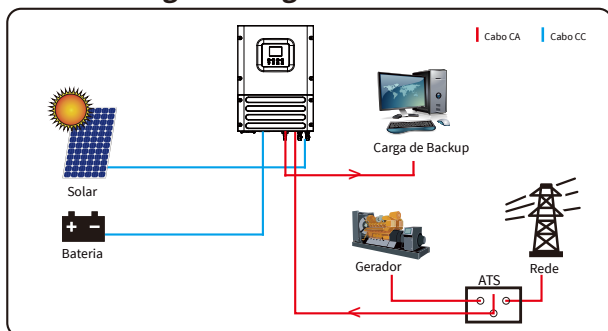 Cabo CA
Cabo CC
Carga de Backup
Solar
Bateria
Gerador
Rede
ATS